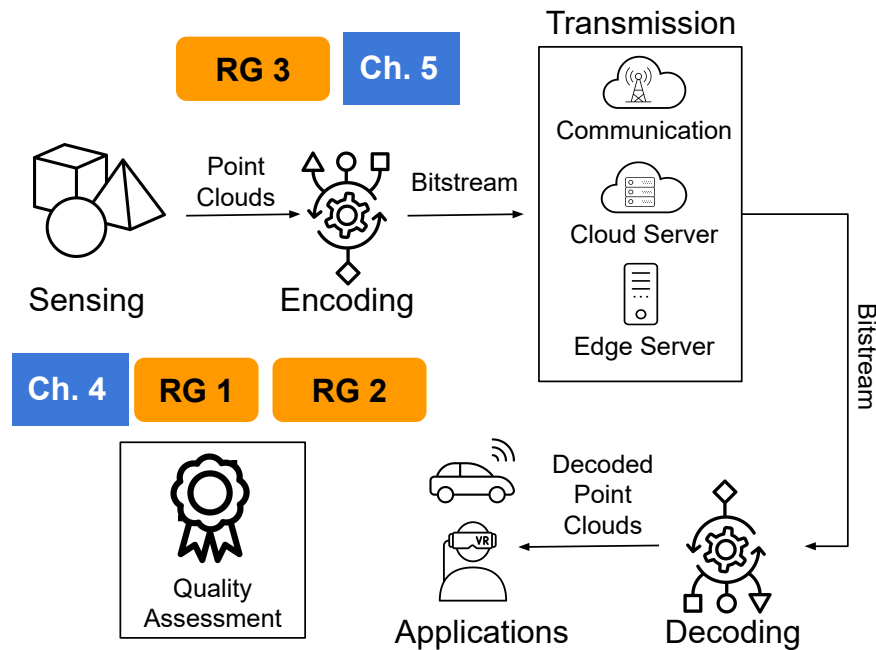 Transmission
RG 3
Ch. 5
Communication
Point
Clouds
Bitstream
Cloud Server
Sensing
Encoding
Edge Server
Bitstream
Ch. 4
RG 1
RG 2
Decoded
Point
Clouds
VR
Quality
Assessment
Applications
Decoding